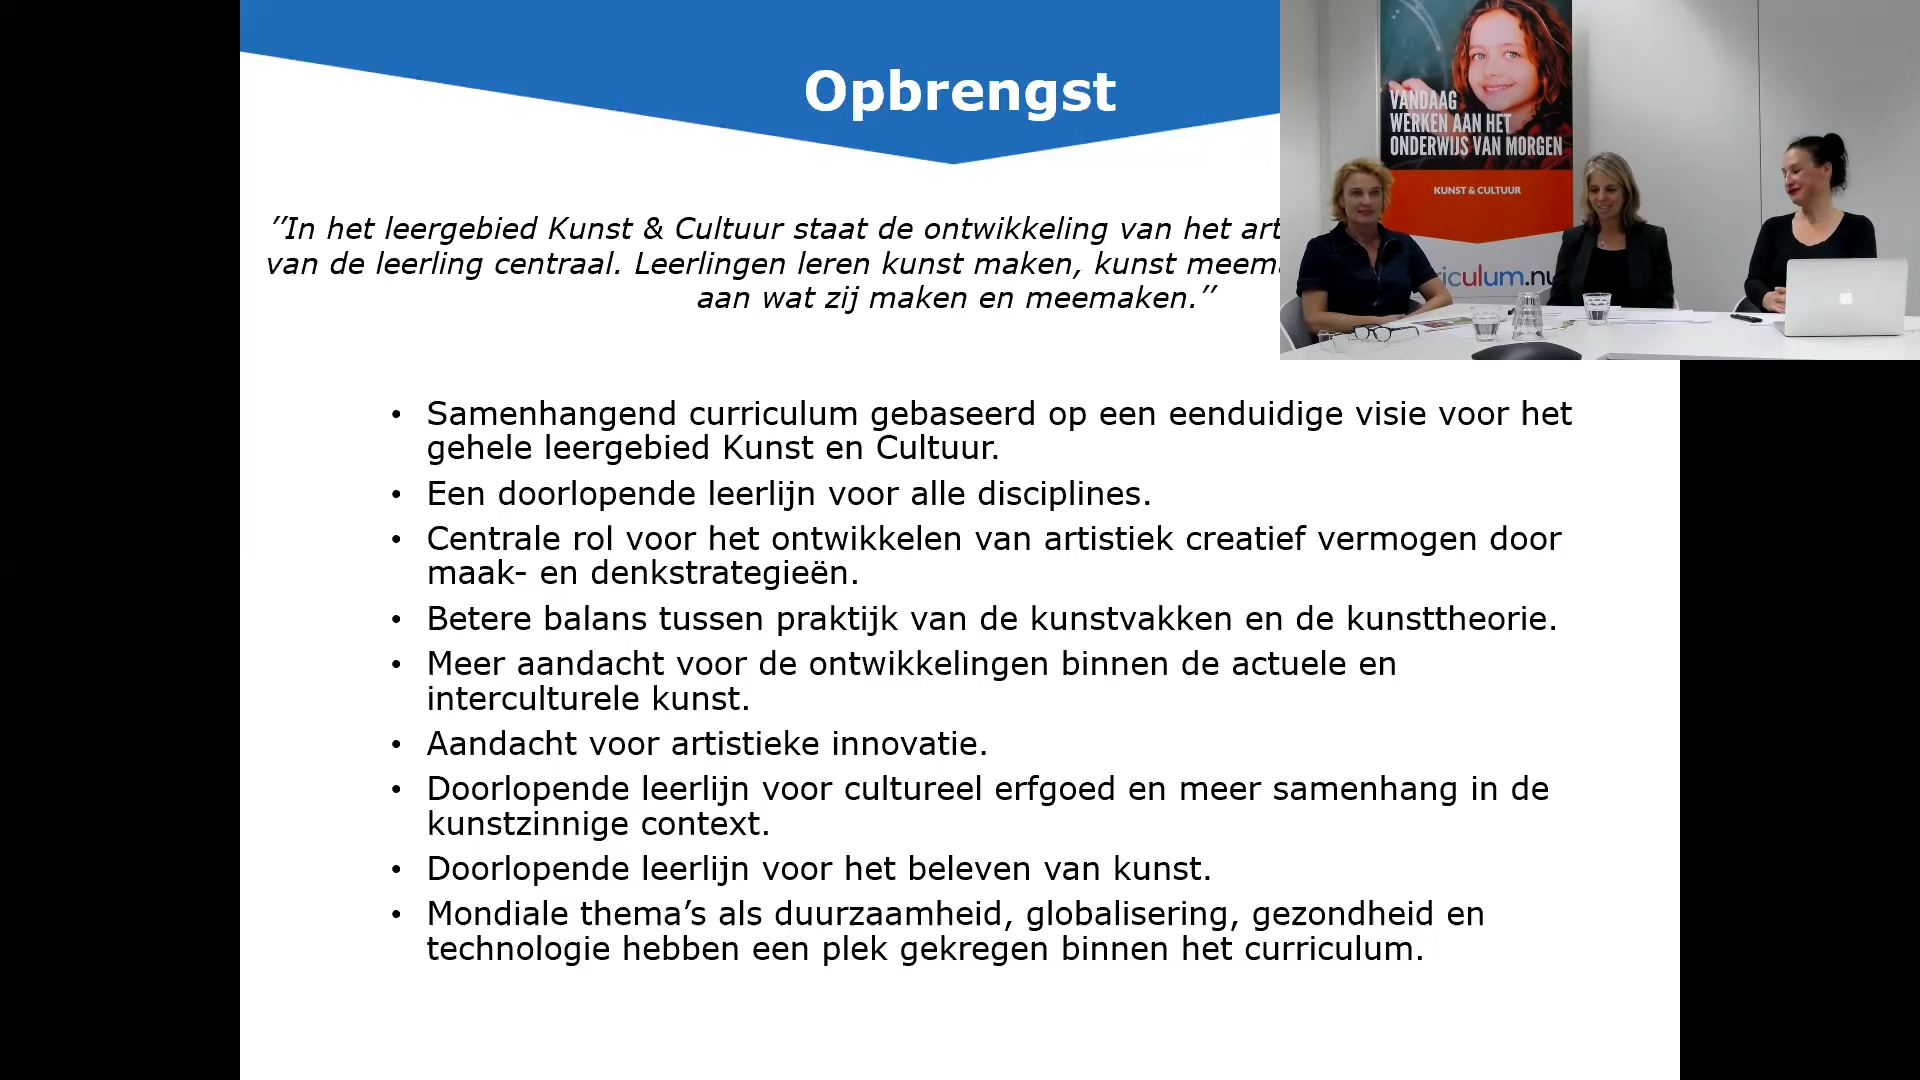 Opbrengst
’’In het leergebied Kunst & Cultuur staat de ontwikkeling van het
van de leerling centraal. Leerlingen leren kunst maken, kunst
aan wat zij maken en meemaken.’’
• Samenhangend curriculum gebaseerd op een eenduidige visie voor het
gehele leergebied Kunst en Cultuur.
• Een doorlopende leerlijn voor alle disciplines.
• Centrale rol voor het ontwikkelen van artistiek creatief vermogen door
maak- en denkstrategieën.
• Betere balans tussen praktijk van de kunstvakken en de kunsttheorie.
• Meer aandacht voor de ontwikkelingen binnen de actuele en
interculturele kunst.
• Aandacht voor artistieke innovatie.
• Doorlopende leerlijn voor cultureel erfgoed en meer samenhang in de
kunstzinnige context.
• Doorlopende leerlijn voor het beleven van kunst.
• Mondiale thema’s als duurzaamheid, globalisering, gezondheid en
technologie hebben een plek gekregen binnen het curriculum.
VANDAAG
WERKEN AAN HET
ONDERWIJS VAN MORGEN
KUNST & CULTUUR